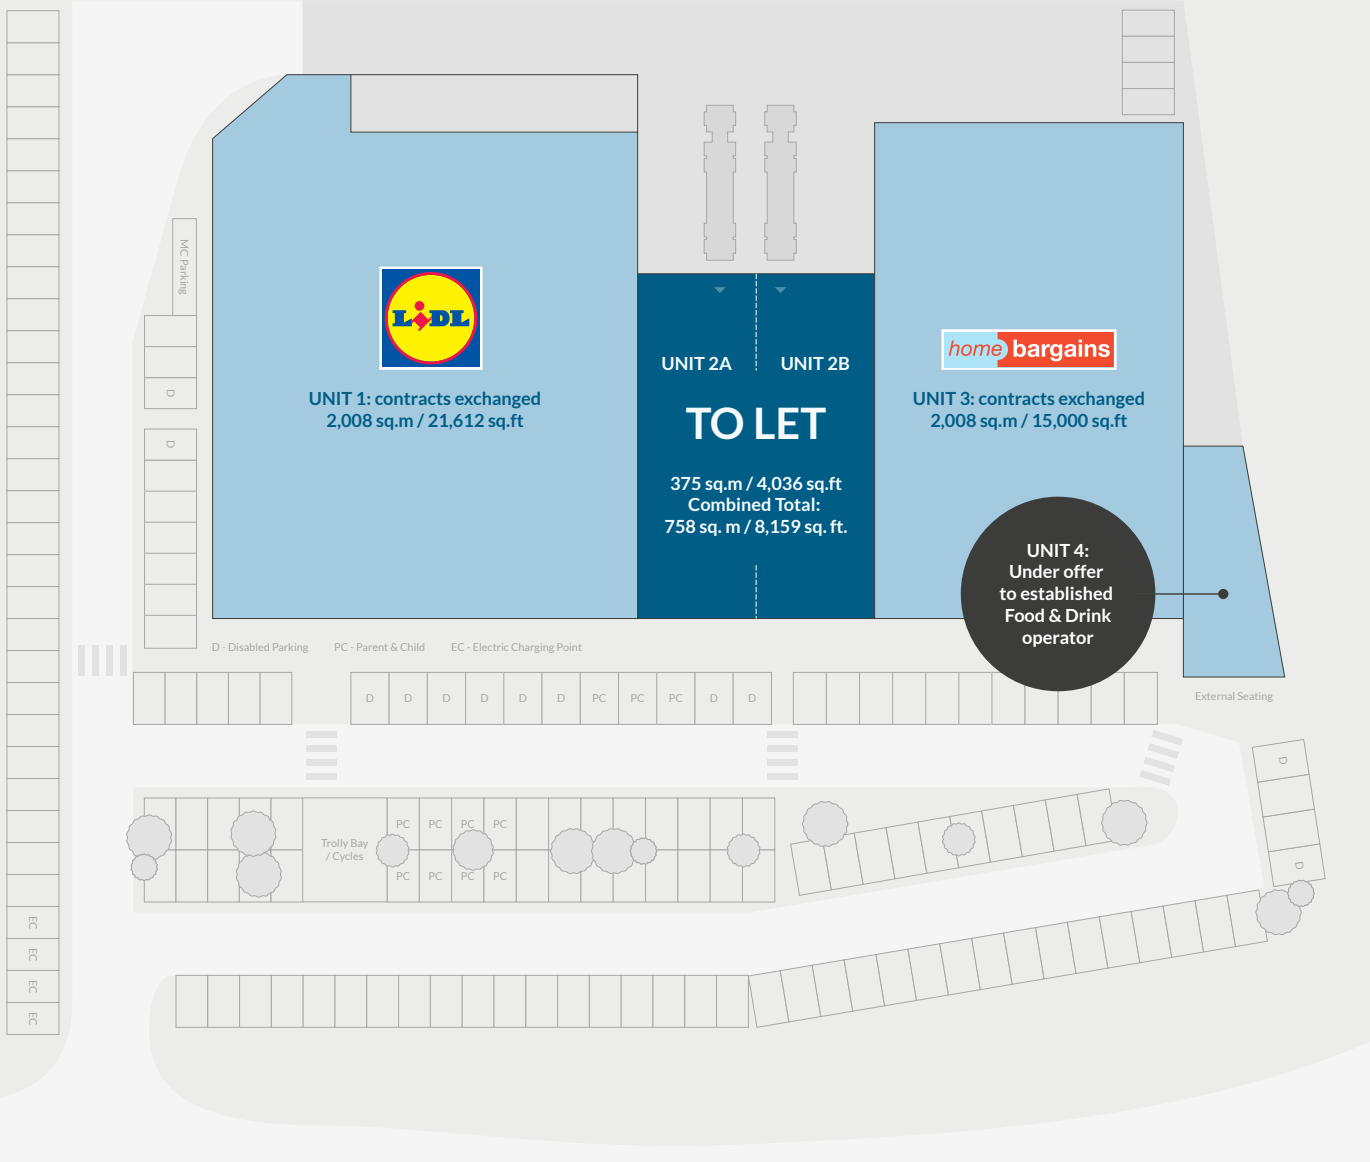 MC Parking
D
D
LIDL
UNIT 1: contracts exchanged
2,008 sq.m / 21,612 sq.ft
UNIT 2A
UNIT 2B
TO LET
375 sq.m / 4,036 sq.ft
Combined Total:
758 sq. m / 8,159 sq. ft.
home bargains
UNIT 3: contracts exchanged
2,008 sq.m / 15,000 sq.ft
UNIT 4:
Under offer
to established
Food & Drink
operator
D - Disabled Parking PC - Parent & Child EC - Electric Charging Point
D D D D D D PC PC PC D D
External Seating
D
D
PC PC PC PC
Trolly Bay
/ Cycles
PC PC PC PC
EC
EC
EC
EC